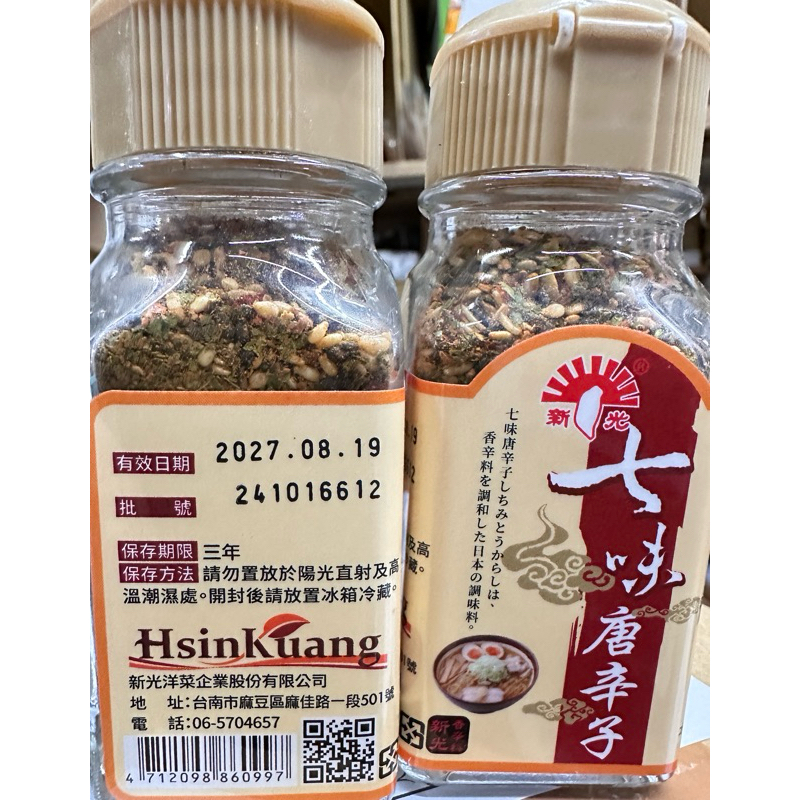 有效日期 2027.08.19
批 號 241016612
保存期限 三年
保存方法 請勿置放於陽光直射及高
溫潮濕處。開封後請放置冰箱冷藏。
HsinKuang
新光洋菜企業股份有限公司
地 址:台南市麻豆區麻佳路一段501號
電 話:06-5704657
4 712098 860997
新光
®
七味唐辛子
七味唐辛子しちみとうからしは、
香辛料を調和した日本の調味料。
新光